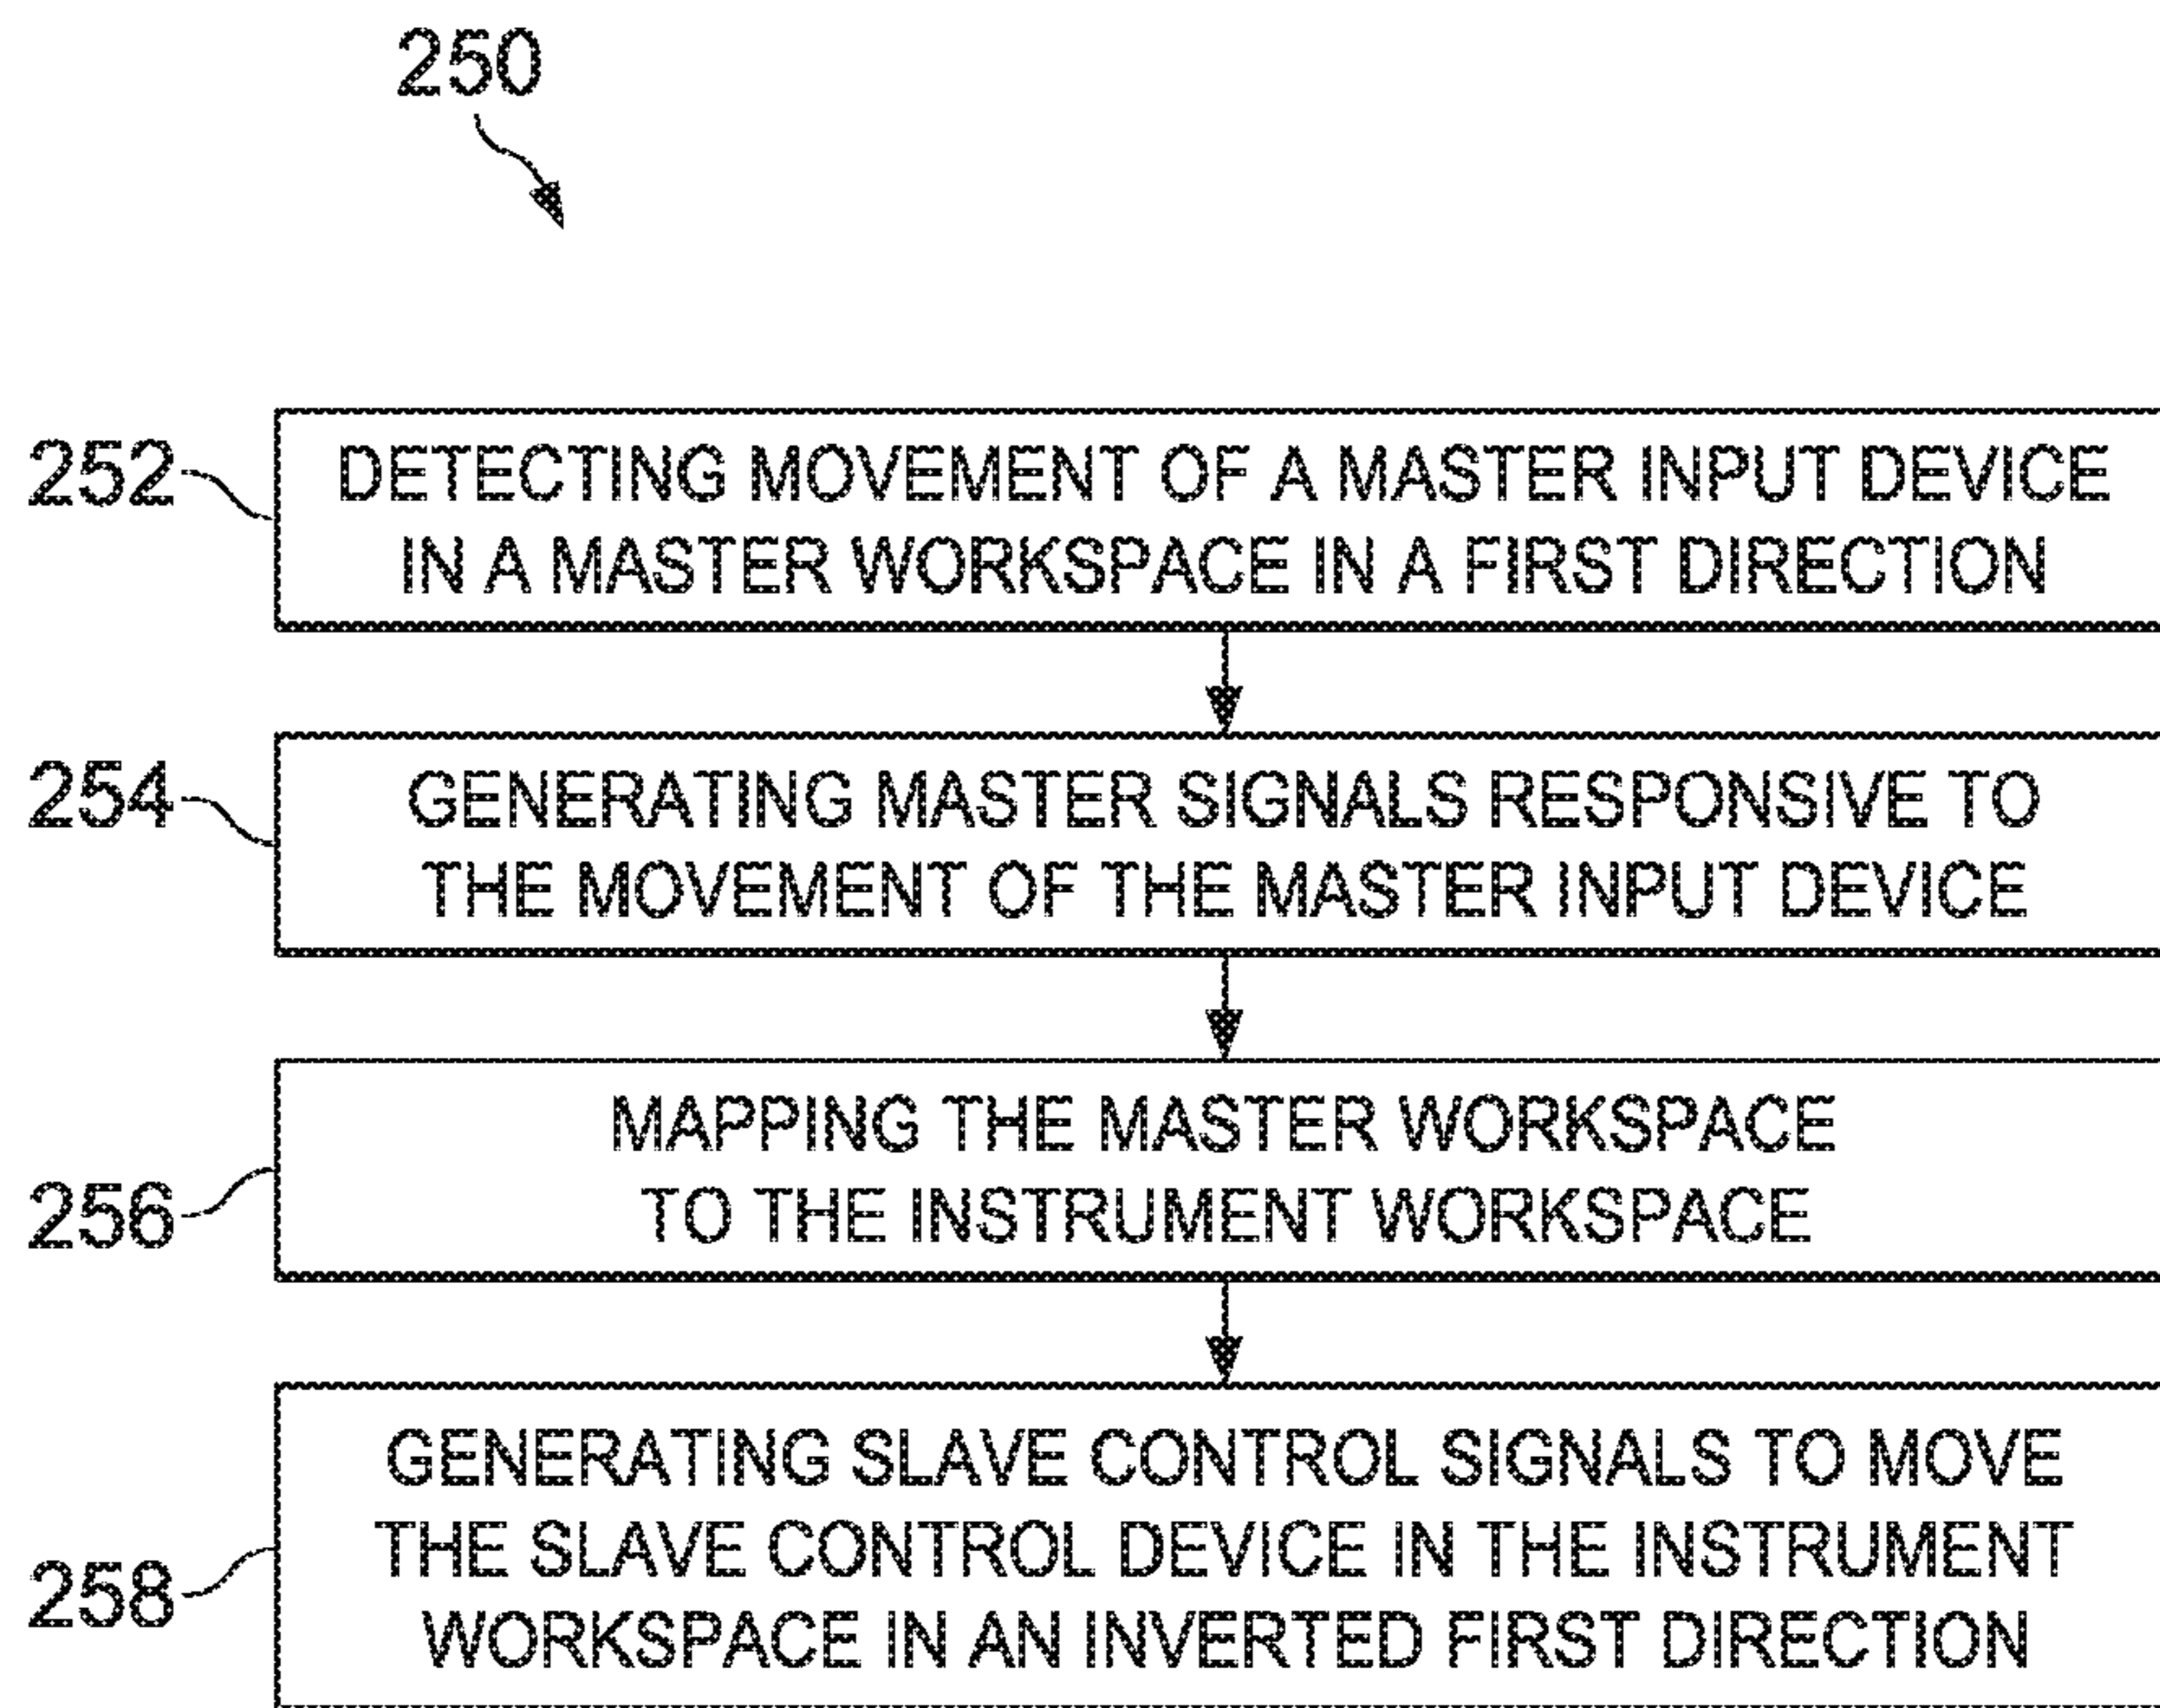 250
252
DETECTING MOVEMENT OF A MASTER INPUT DEVICE
IN A MASTER WORKSPACE IN A FIRST DIRECTION
254
GENERATING MASTER SIGNALS RESPONSIVE TO
THE MOVEMENT OF THE MASTER INPUT DEVICE
256
MAPPING THE MASTER WORKSPACE
TO THE INSTRUMENT WORKSPACE
258
GENERATING SLAVE CONTROL SIGNALS TO MOVE
THE SLAVE CONTROL DEVICE IN THE INSTRUMENT
WORKSPACE IN AN INVERTED FIRST DIRECTION